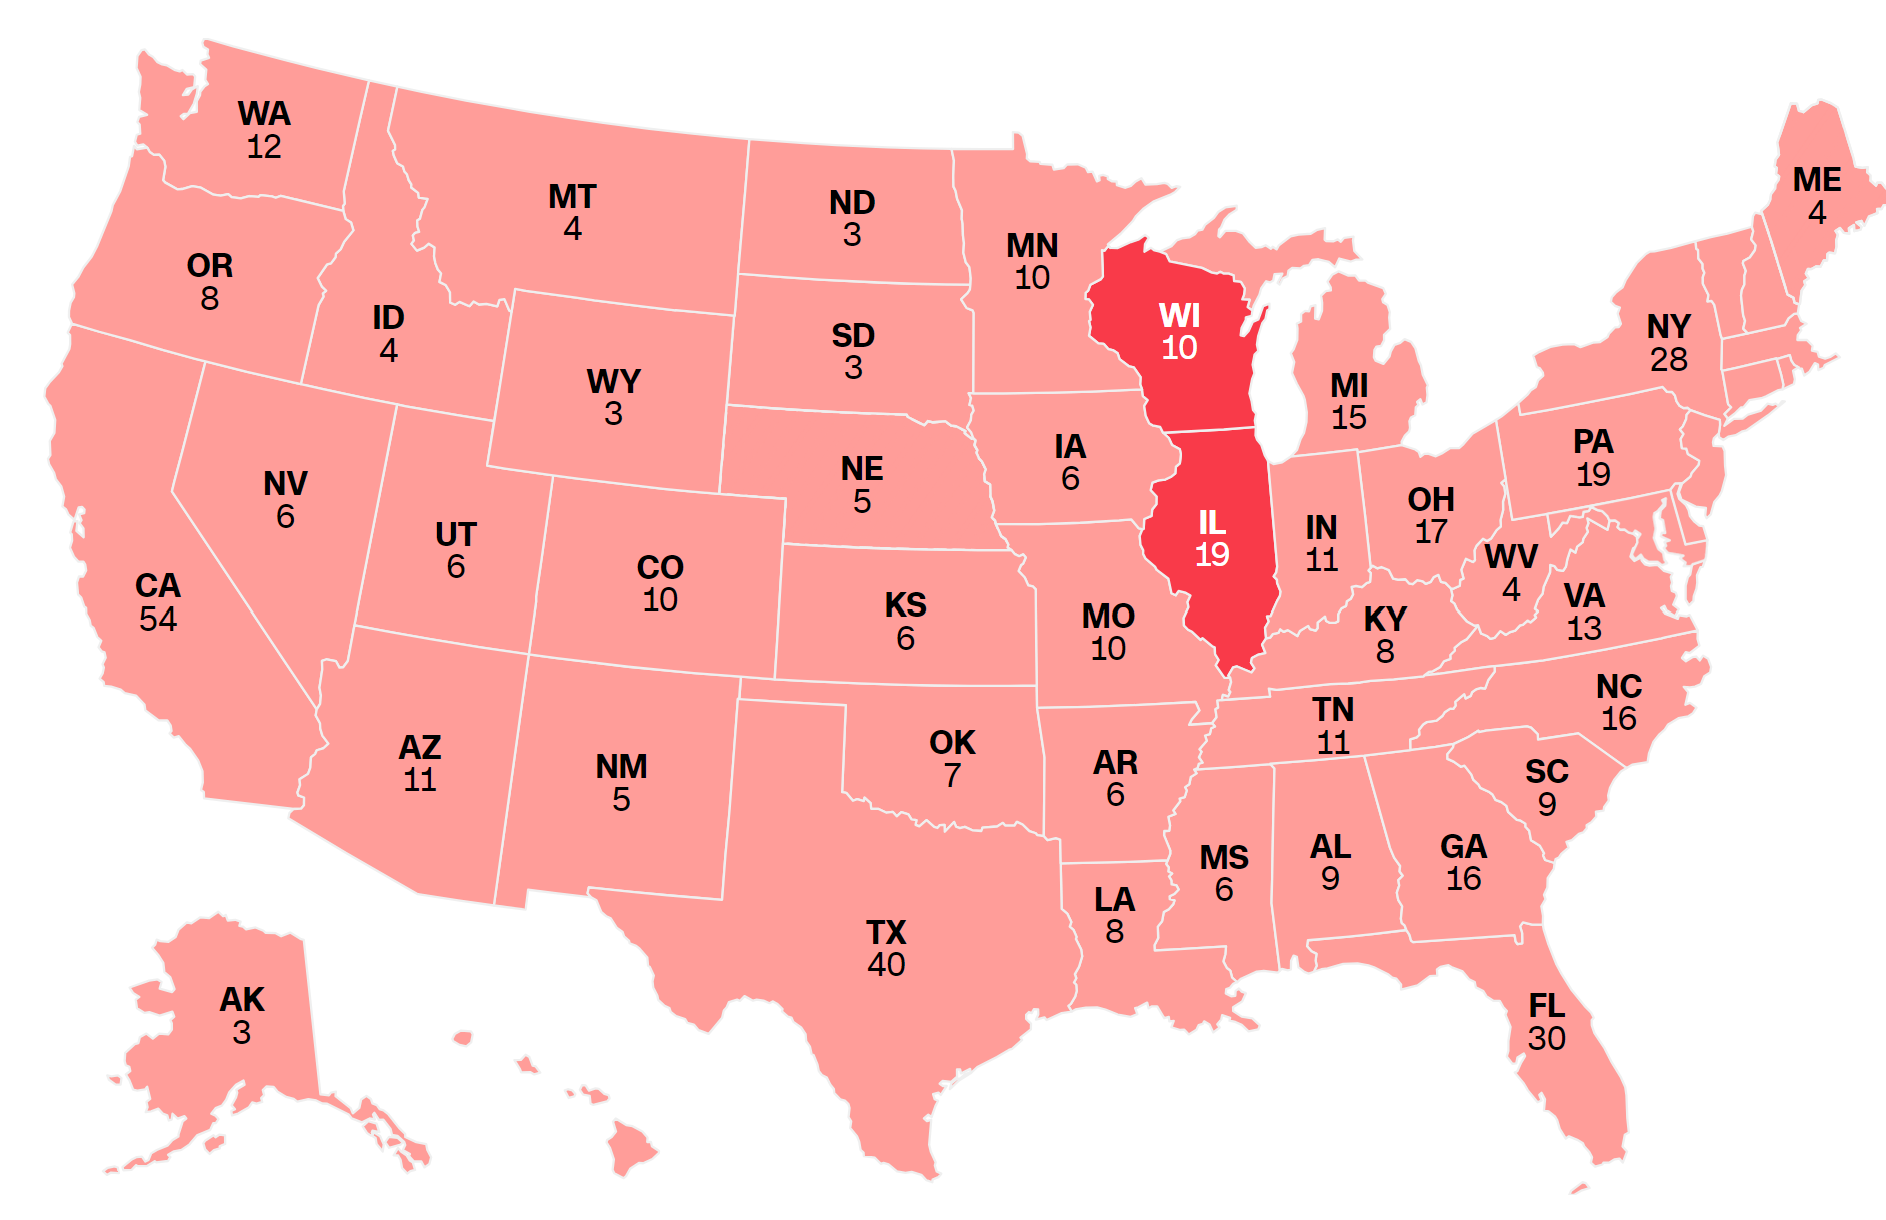 WA
12
MT
4
ND
3
MN
10
ME
4
OR
8
ID
4
SD
3
WI
10
NY
28
WY
3
MI
15
IA
6
PA
19
NE
5
NV
6
UT
6
CO
10
IL
19
IN
11
OH
17
WV
4
CA
54
KS
6
MO
10
KY
8
VA
13
NC
16
TN
11
AZ
11
NM
5
OK
7
AR
6
SC
9
MS
6
AL
9
GA
16
LA
8
TX
40
AK
3
FL
30